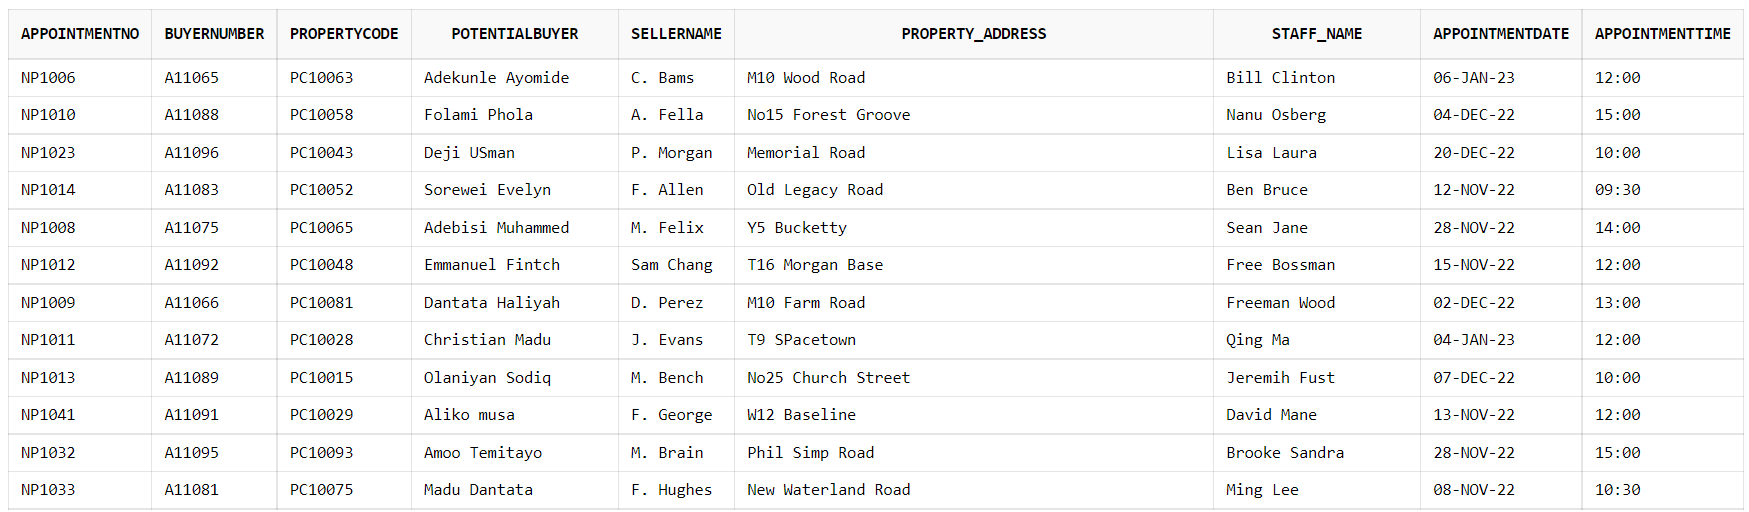 APPOINTMENTNO BUYERNUMBER PROPERTYCODE POTENTIALBUYER SELLERNAME PROPERTY_ADDRESS STAFF_NAME APPOINTMENTDATE APPOINTMENTTIME
NP1006 A11065 PC10063 Adekunle Ayomide C. Bams M10 Wood Road Bill Clinton 06-JAN-23 12:00
NP1010 A11088 PC10058 Folami Phola A. Fella No15 Forest Groove Nanu Osberg 04-DEC-22 15:00
NP1023 A11096 PC10043 Deji USman P. Morgan Memorial Road Lisa Laura 20-DEC-22 10:00
NP1014 A11083 PC10052 Sorewei Evelyn F. Allen Old Legacy Road Ben Bruce 12-NOV-22 09:30
NP1008 A11075 PC10065 Adebisi Muhammed M. Felix Y5 Bucketty Sean Jane 28-NOV-22 14:00
NP1012 A11092 PC10048 Emmanuel Fintch Sam Chang T16 Morgan Base Free Bossman 15-NOV-22 12:00
NP1009 A11066 PC10081 Dantata Haliyah D. Perez M10 Farm Road Freeman Wood 02-DEC-22 13:00
NP1011 A11072 PC10028 Christian Madu J. Evans T9 SPacetown Qing Ma 04-JAN-23 12:00
NP1013 A11089 PC10015 Olaniyan Sodiq M. Bench No25 Church Street Jeremih Fust 07-DEC-22 10:00
NP1041 A11091 PC10029 Aliko musa F. George W12 Baseline David Mane 13-NOV-22 12:00
NP1032 A11095 PC10093 Amoo Temitayo M. Brain Phil Simp Road Brooke Sandra 28-NOV-22 15:00
NP1033 A11081 PC10075 Madu Dantata F. Hughes New Waterland Road Ming Lee 08-NOV-22 10:30